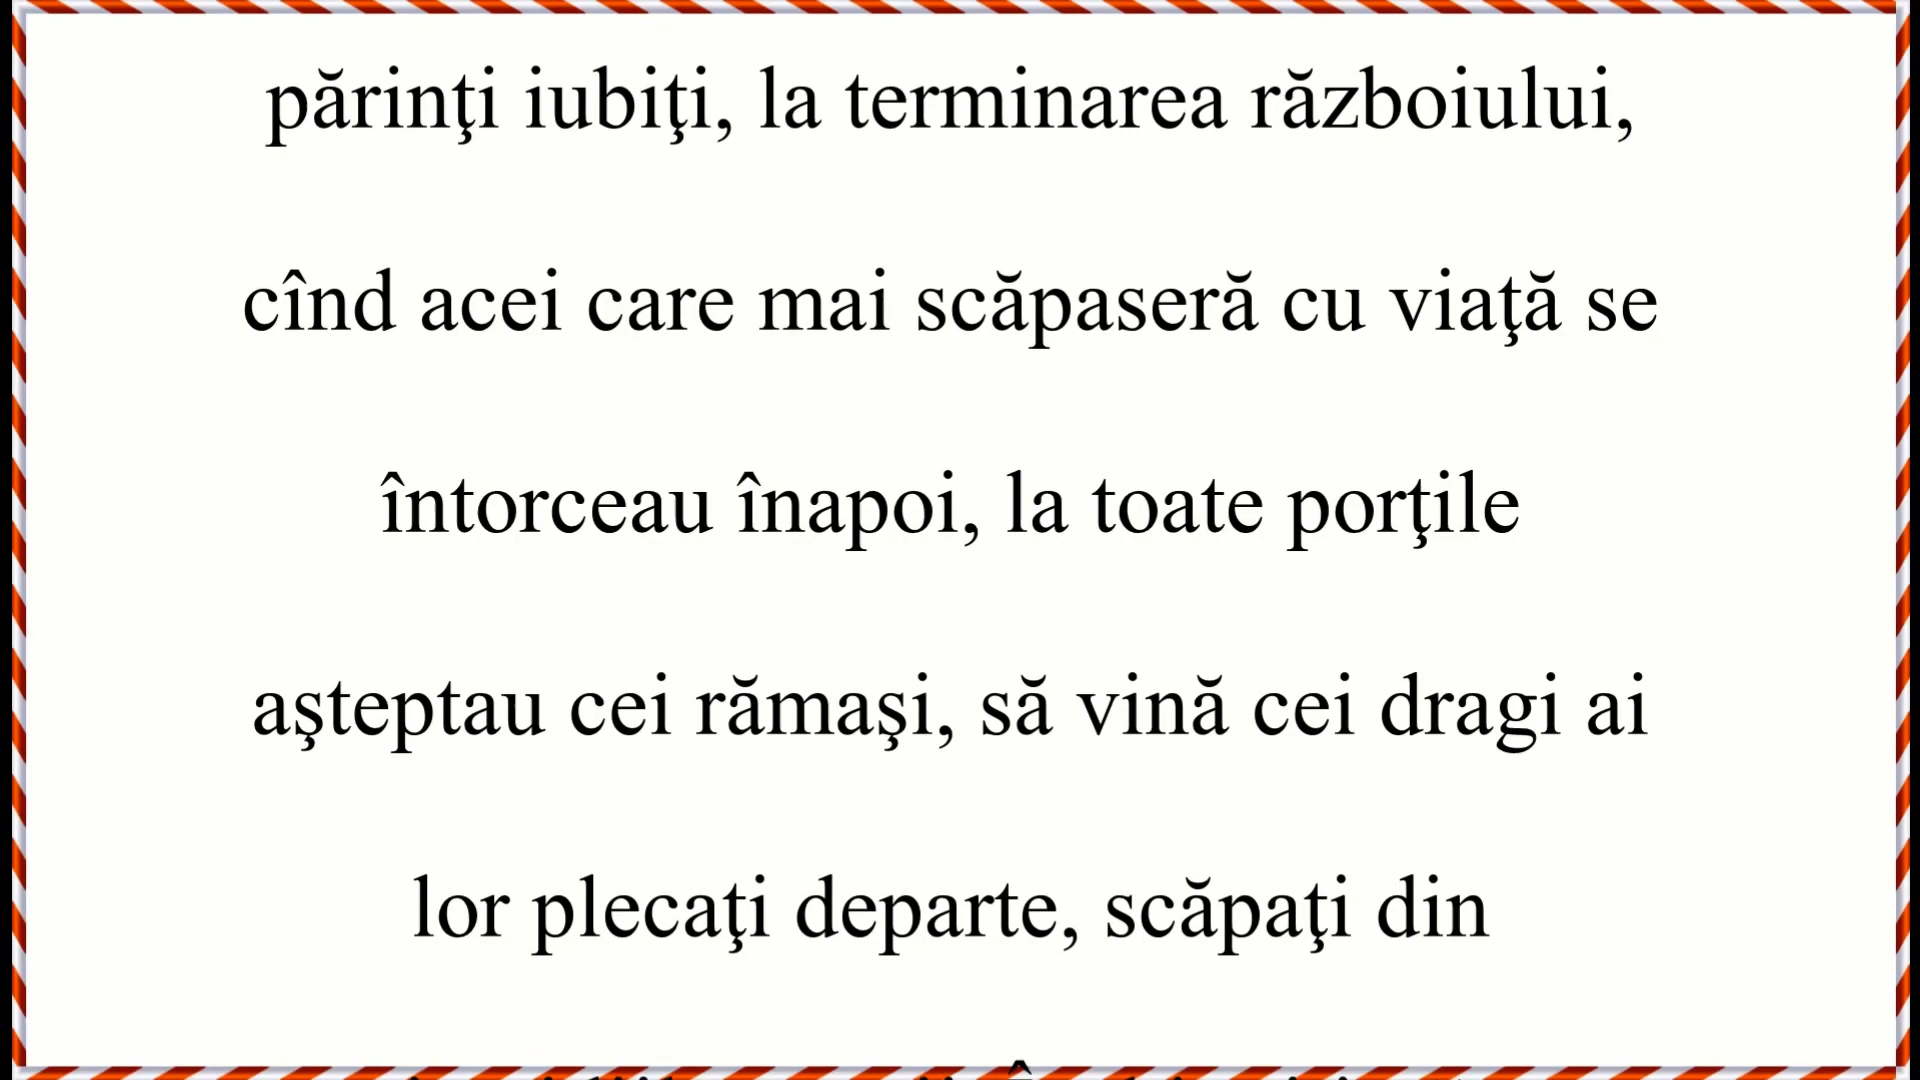 părinţi iubiţi, la terminarea războiului,
cînd acei care mai scăpaseră cu viaţă se
întorceau înapoi, la toate porţile
aşteptau cei rămaşi, să vină cei dragi ai
lor plecaţi departe, scăpaţi din